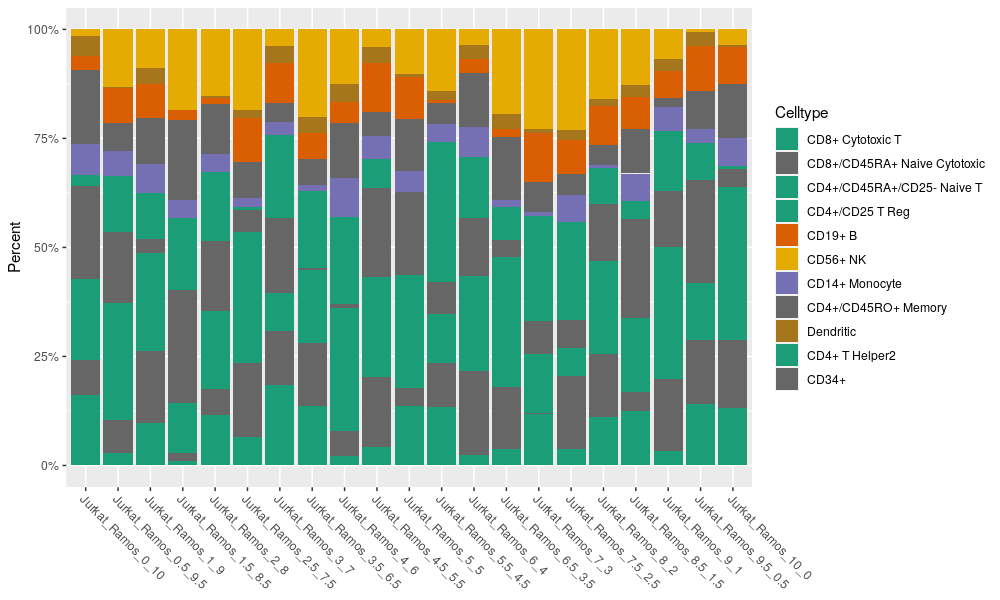 Percent
100%
75%
50%
25%
0%
Jurkat_Ramos_0_10
Jurkat_Ramos_0.5_9.5
Jurkat_Ramos_1_9
Jurkat_Ramos_1.5_8.5
Jurkat_Ramos_2_8
Jurkat_Ramos_2.5_7.5
Jurkat_Ramos_3_7
Jurkat_Ramos_3.5_6.5
Jurkat_Ramos_4_6
Jurkat_Ramos_4.5_5.5
Jurkat_Ramos_5_5
Jurkat_Ramos_5.5_4.5
Jurkat_Ramos_6_4
Jurkat_Ramos_6.5_3.5
Jurkat_Ramos_7_3
Jurkat_Ramos_7.5_2.5
Jurkat_Ramos_8_2
Jurkat_Ramos_8.5_1.5
Jurkat_Ramos_9_1
Jurkat_Ramos_9.5_0.5
Jurkat_Ramos_10_0
Celltype
CD8+ Cytotoxic T
CD8+/CD45RA+ Naive Cytotoxic
CD4+/CD45RA+/CD25- Naive T
CD4+/CD25 T Reg
CD19+ B
CD56+ NK
CD14+ Monocyte
CD4+/CD45RO+ Memory
Dendritic
CD4+ T Helper2
CD34+